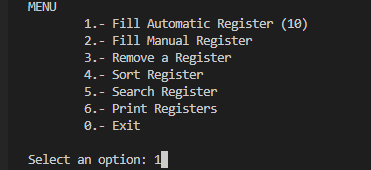 MENU
1.- Fill Automatic Register (10)
2.- Fill Manual Register
3.- Remove a Register
4.- Sort Register
5.- Search Register
6.- Print Registers
0.- Exit
Select an option: 1